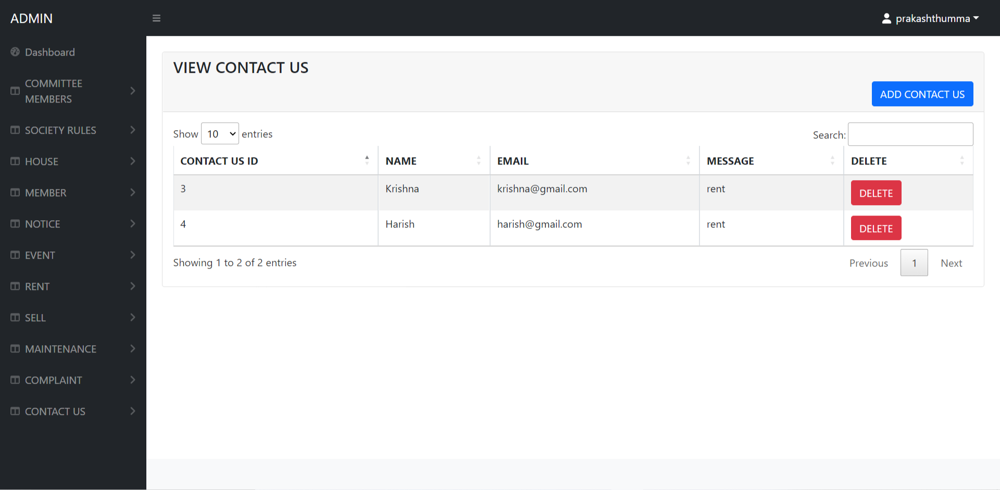 ADMIN
prakashthumma
Dashboard
COMMITTEE
MEMBERS
SOCIETY RULES
HOUSE
MEMBER
NOTICE
EVENT
RENT
SELL
MAINTENANCE
COMPLAINT
CONTACT US
VIEW CONTACT US
ADD CONTACT US
Show 10 entries
Search:
CONTACT US ID NAME EMAIL MESSAGE DELETE
3 Krishna krishna@gmail.com rent DELETE
4 Harish harish@gmail.com rent DELETE
Showing 1 to 2 of 2 entries
Previous 1 Next